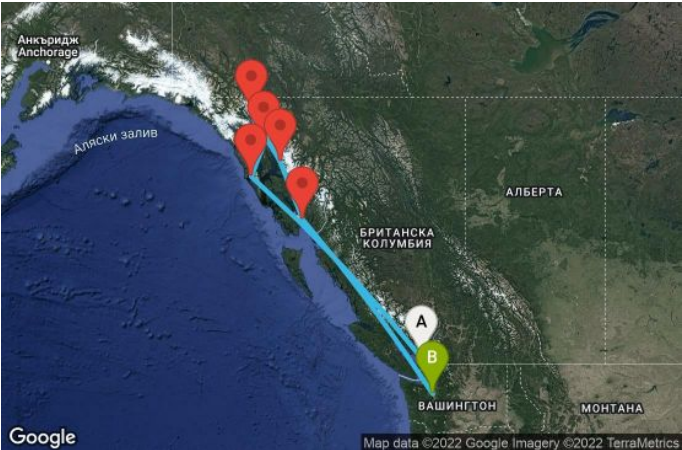 Анкъридж
Anchorage
Аляски залив
АЛБЕРТА
БРИТАНСКА
КОЛУМБИЯ
A
B
ВАШИНГТОН
МОНТАНА
Google
Map data ©2022 Google Imagery ©2022 TerraMetrics